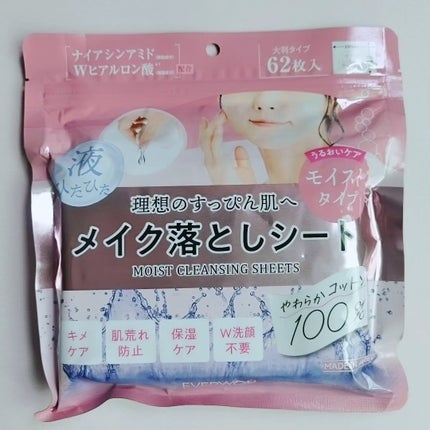 ナイアシンアミド
Wヒアルロン酸
大判タイプ
62枚入
液
ひたひた
うるおいケア
モイスト
タイプ
理想のすっぴん肌へ
メイク落としシート
MOIST CLEANSING SHEETS
やわらかコットン
100%
キメ
ケア
肌荒れ
防止
保湿
ケア
W洗顔
不要
MADE